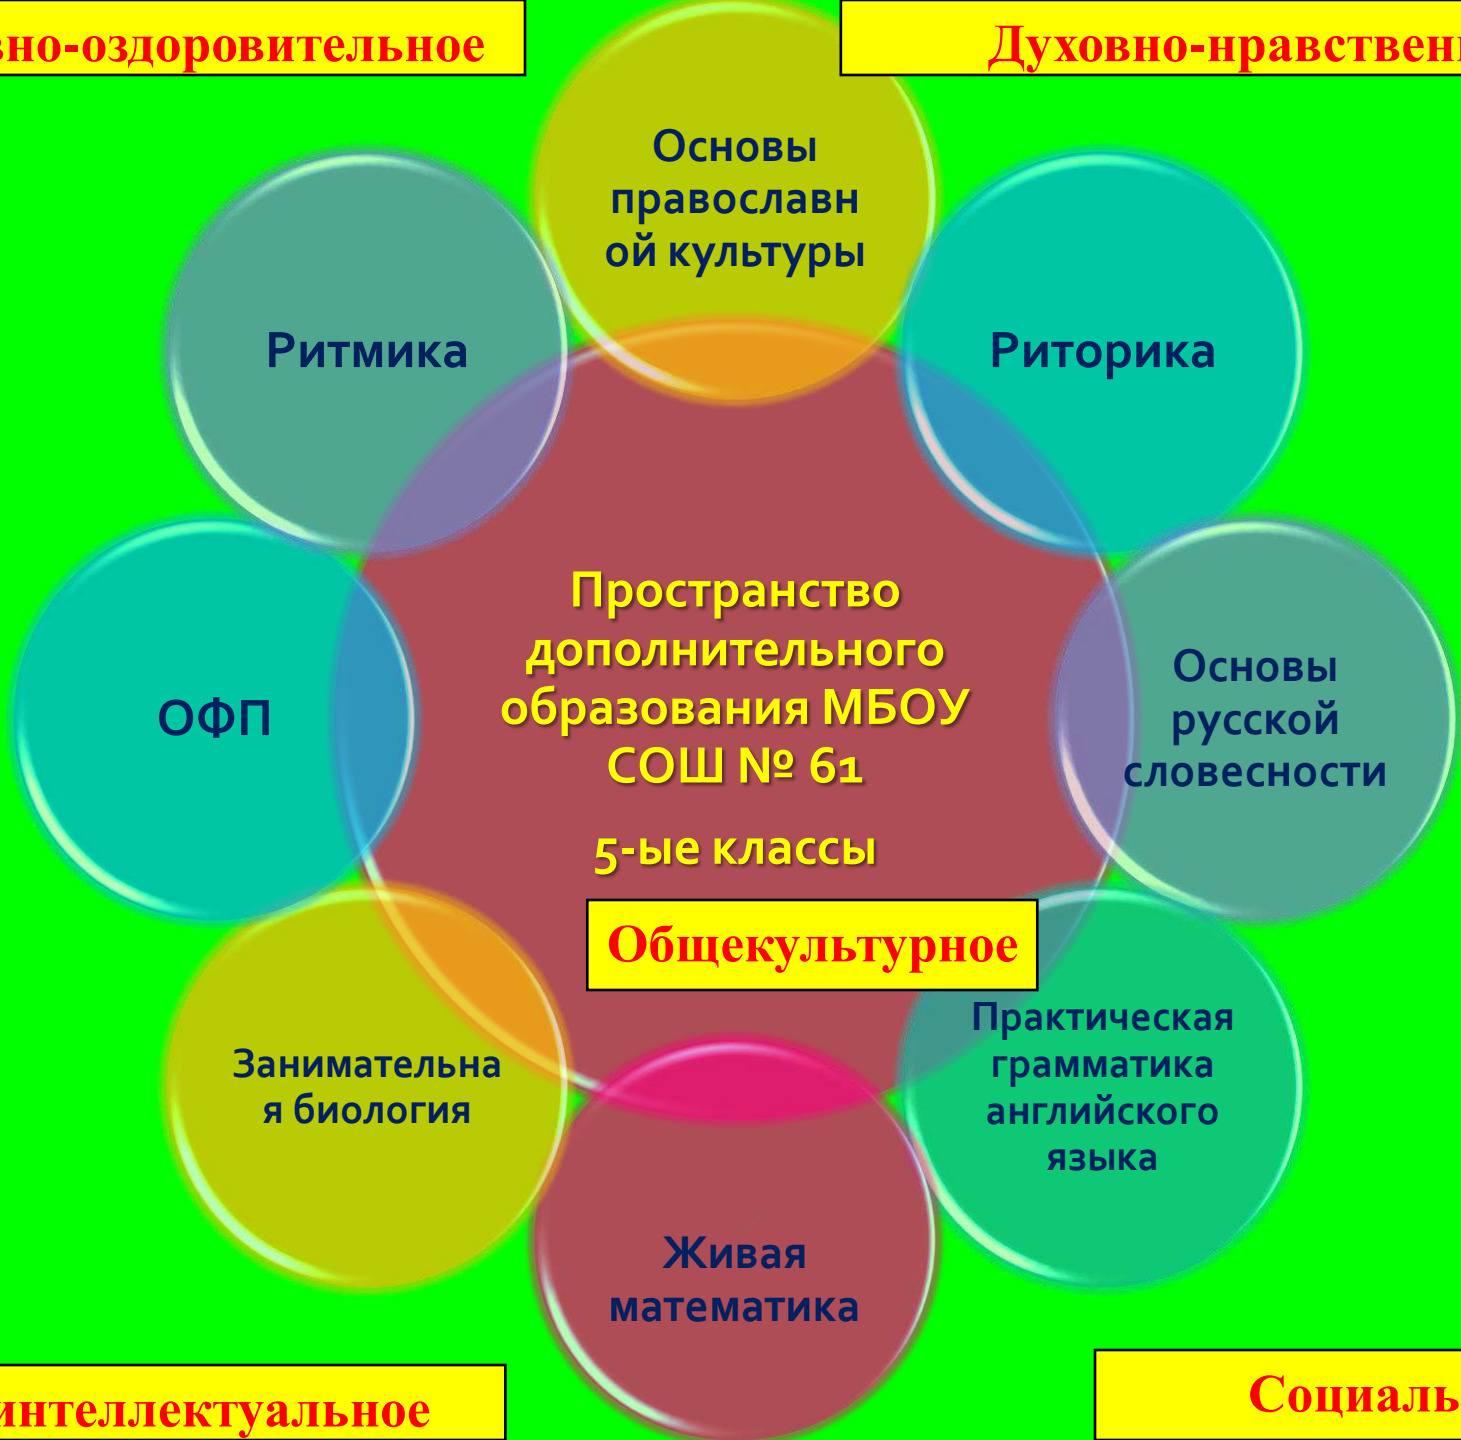 вно-оздоровительное
Духовно-нравствен
Основы
православн
ой культуры
Ритмика
Риторика
Пространство
дополнительного
образования МБОУ
СОШ № 61
5-ые классы
ОФП
Основы
русской
словесности
Общекультурное
Практическая
грамматика
английского
языка
Занимательна
я биология
Живая
математика
интеллектуальное
Социаль